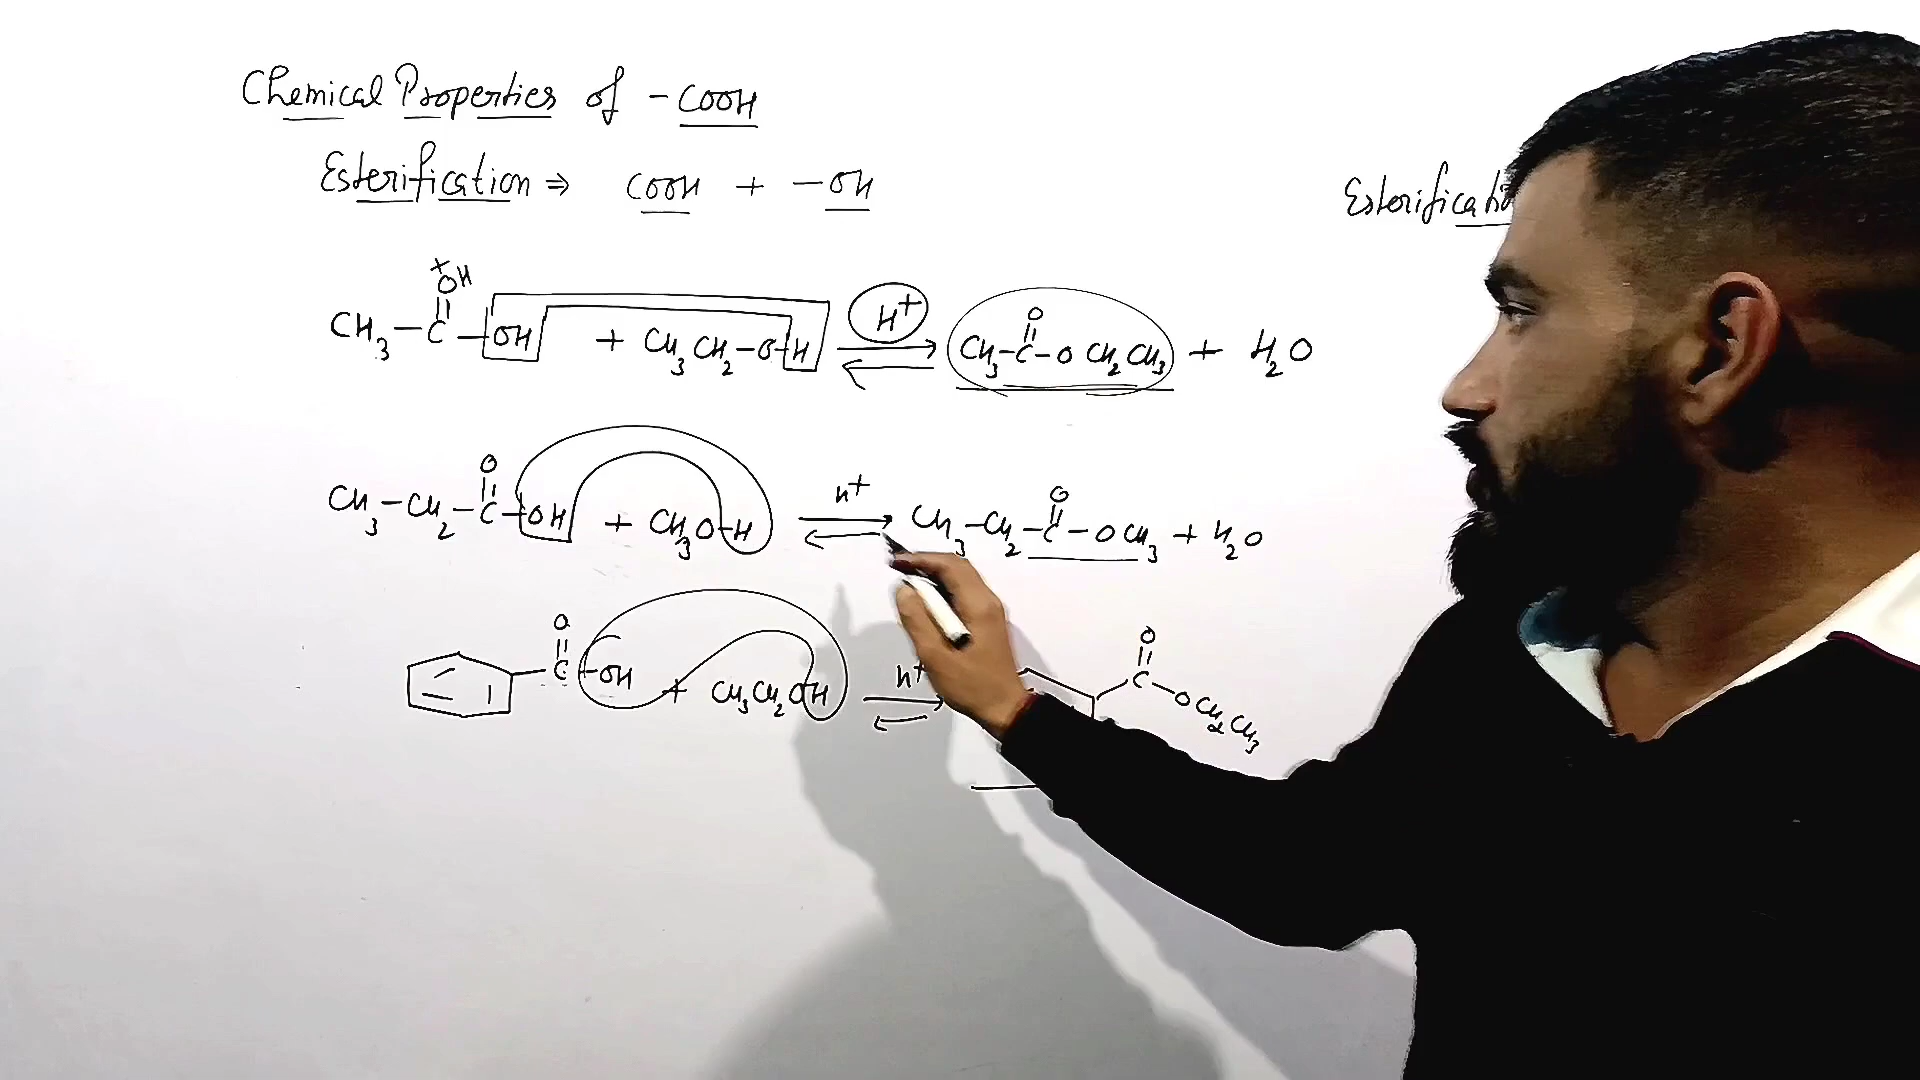 Chemical Properties of -COOH
Esterification ⇒ COOH + -OH
Esterificati
+
OH
CH3-C-OH + CH3CH2-O-H H+ ⇌ CH3-C-O CH2CH3 + H2O
O
O
CH3-CH2-C-OH + CH3O-H H+ ⇌ CH3-CH2-C-OCH3 + H2O
O
O
C-OH + CH3CH2OH H+ ⇌ C-OCH2CH3
O